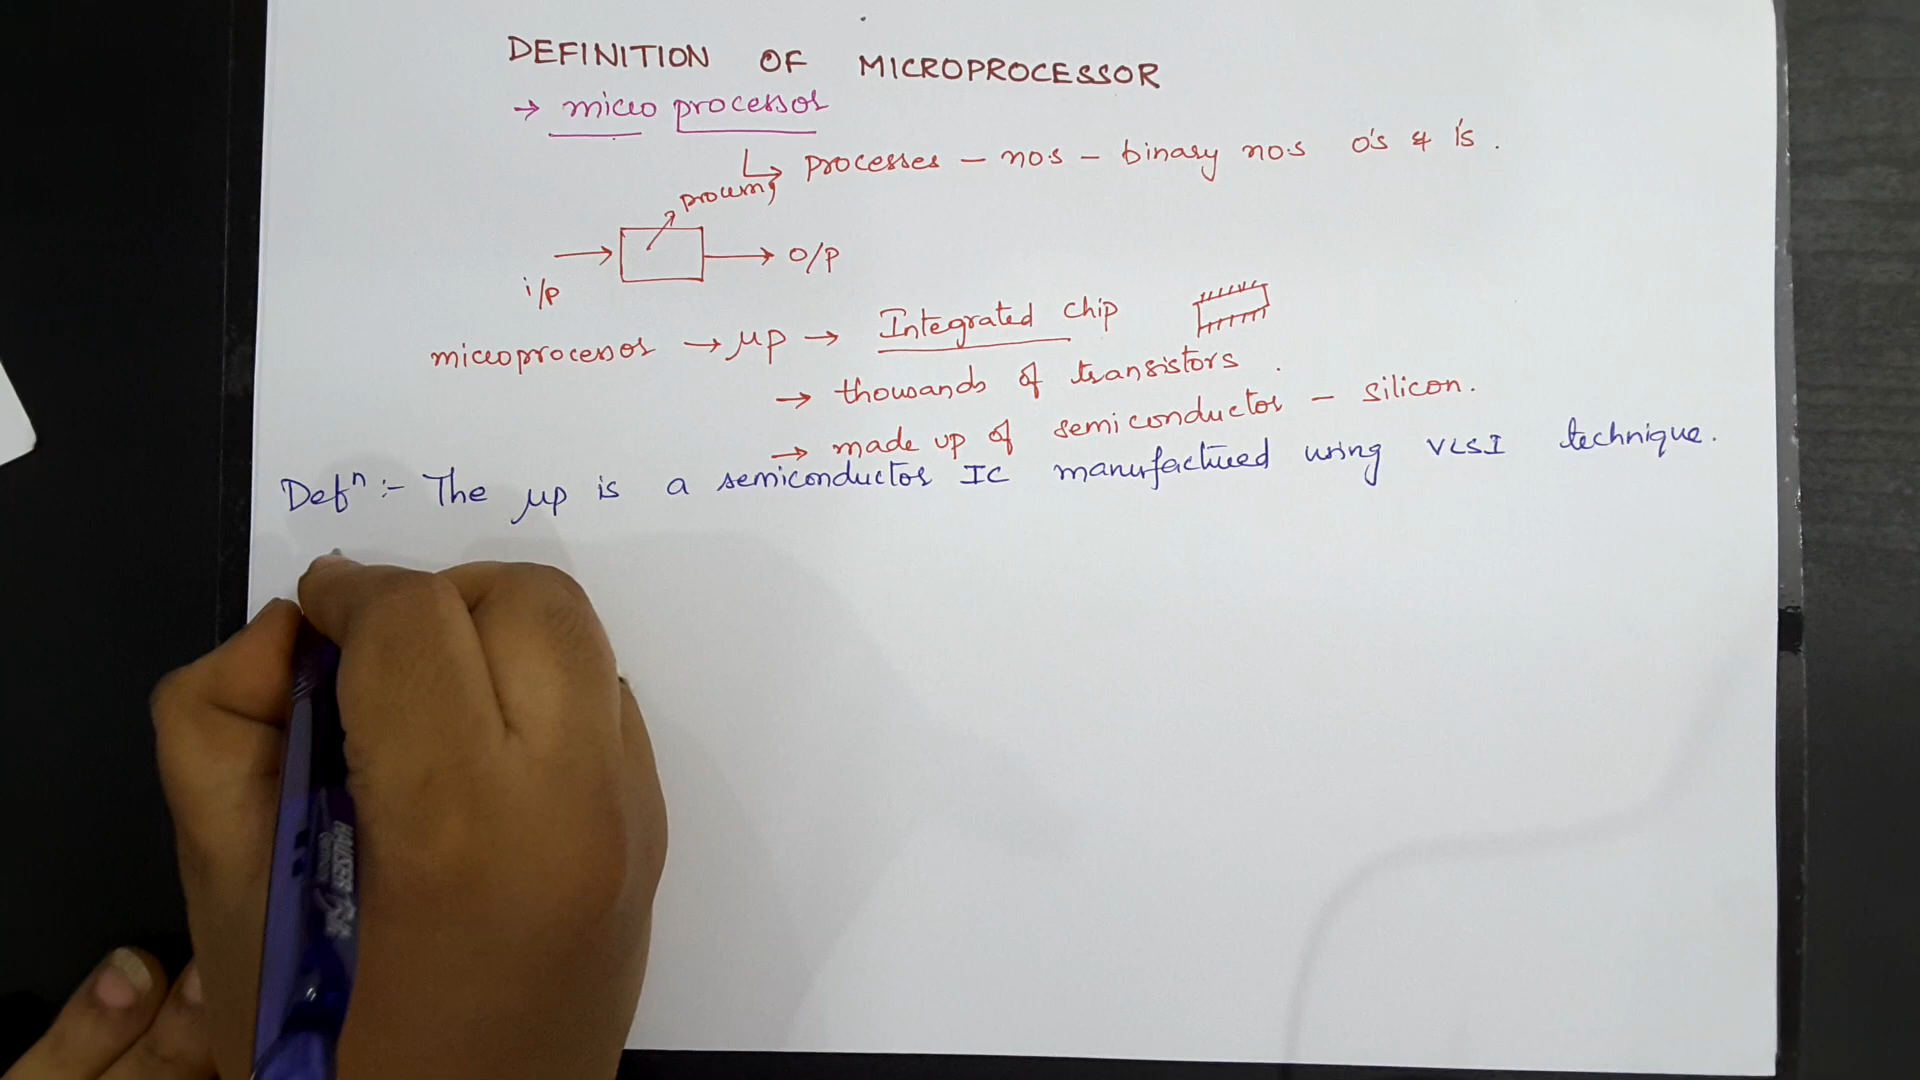 DEFINITION OF MICROPROCESSOR
→ micro processor
↳ processes – nos – binary nos 0's & 1's .
i/p → → o/p
microprocessor → μp → Integrated chip
→ thousands of transistors .
→ made up of semiconductor – silicon.
Defⁿ :- The μp is a semiconductor IC manufactured using VLSI technique.